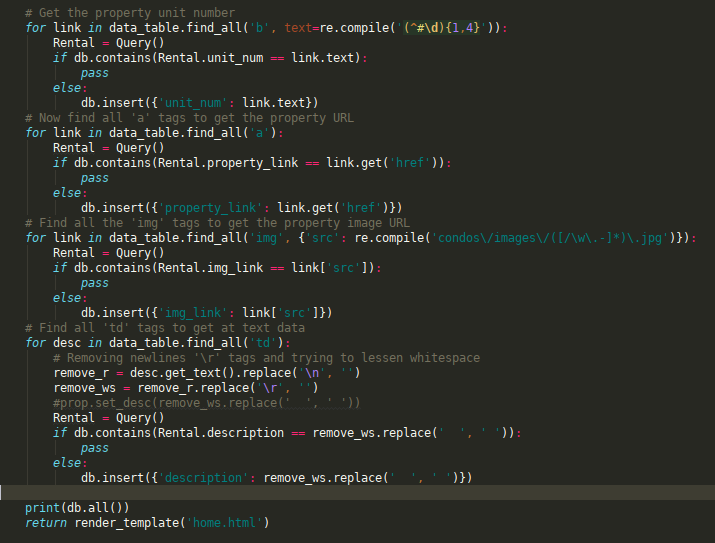 # Get the property unit number
for link in data_table.find_all('b', text=re.compile('(^#\d){1,4}')):
    Rental = Query()
    if db.contains(Rental.unit_num == link.text):
        pass
    else:
        db.insert({'unit_num': link.text})
# Now find all 'a' tags to get the property URL
for link in data_table.find_all('a'):
    Rental = Query()
    if db.contains(Rental.property_link == link.get('href')):
        pass
    else:
        db.insert({'property_link': link.get('href')})
# Find all the 'img' tags to get the property image URL
for link in data_table.find_all('img', {'src': re.compile('condos\/images\/([/\w\.-]*)\.jpg')}):
    Rental = Query()
    if db.contains(Rental.img_link == link['src']):
        pass
    else:
        db.insert({'img_link': link['src']})
# Find all 'td' tags to get at text data
for desc in data_table.find_all('td'):
    # Removing newlines '\r' tags and trying to lessen whitespace
    remove_r = desc.get_text().replace('\n', '')
    remove_ws = remove_r.replace('\r', '')
    #prop.set_desc(remove_ws.replace('  ', ' '))
    Rental = Query()
    if db.contains(Rental.description == remove_ws.replace('  ', ' ')):
        pass
    else:
        db.insert({'description': remove_ws.replace('  ', ' ')})
print(db.all())
return render_template('home.html')